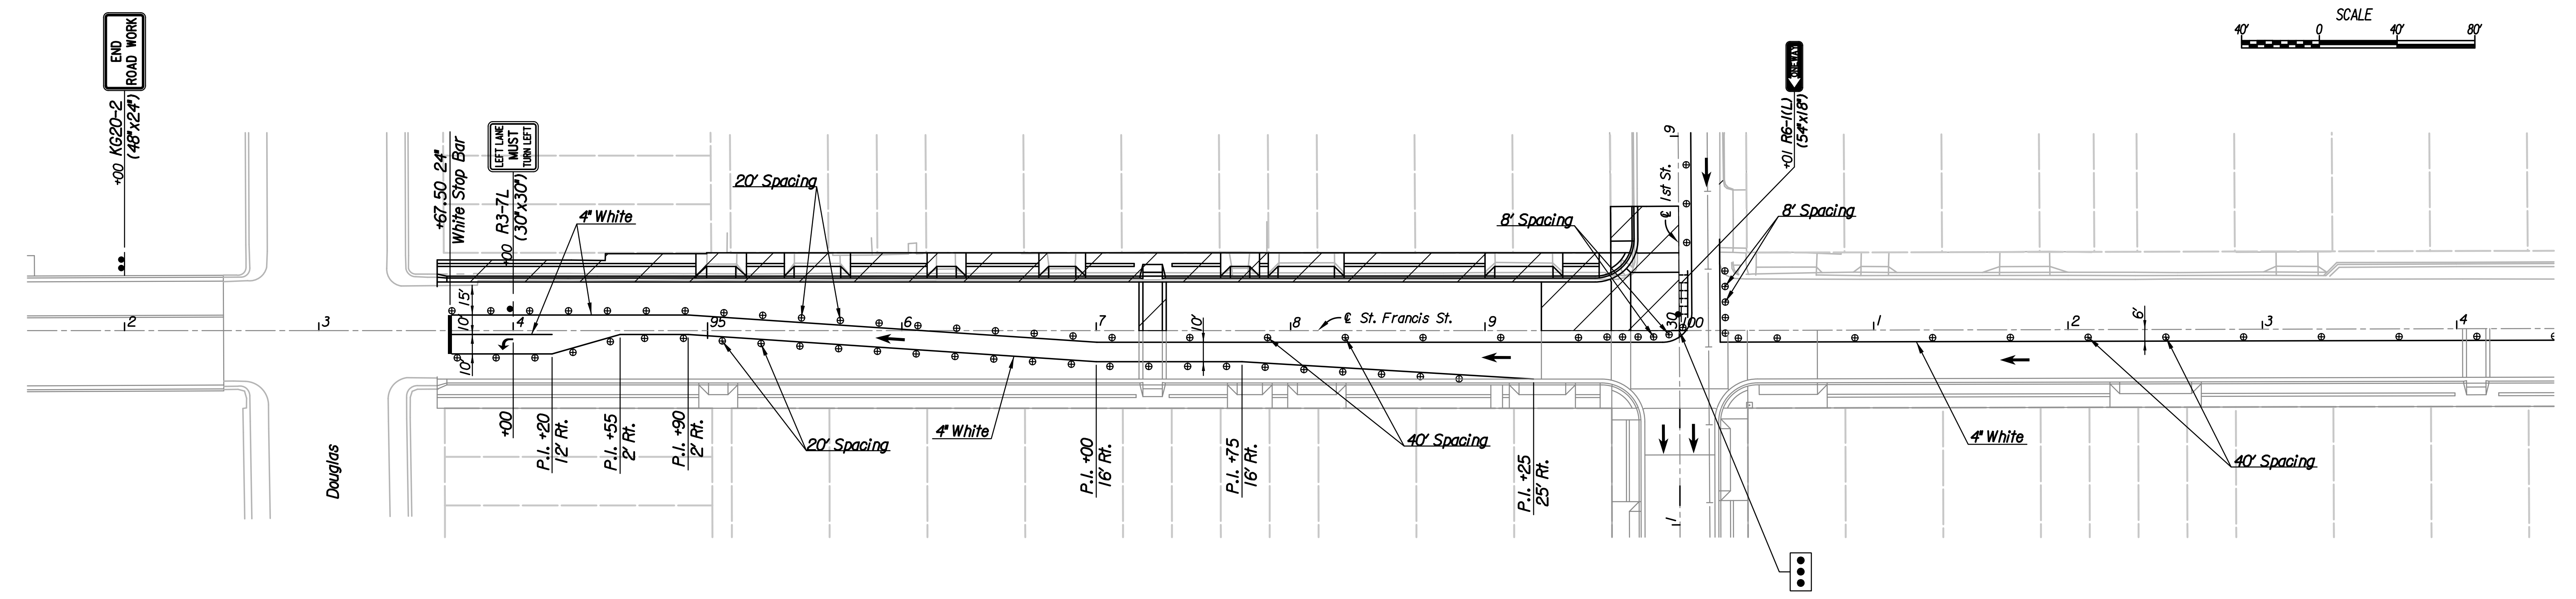 END
ROAD WORK
+00 KG20-2
(48"x24")
SCALE
40' 0 40' 80'
ONE WAY
+01 R6-1(L)
(54"x18")
LEFT LANE
MUST
TURN LEFT
+00 R3-7L
(30"x30")
+67.50 24"
White Stop Bar
4" White
20' Spacing
8' Spacing
℄ 1st St.
9
8' Spacing
15'
10'
10'
2
3
4
95
6
7
8
9
30
100
1
2
3
4
10'
℄ St. Francis St.
6'
Douglas
+00
P.I. +20
12' Rt.
P.I. +55
2' Rt.
P.I. +90
2' Rt.
20' Spacing
4" White
P.I. +00
16' Rt.
P.I. +75
16' Rt.
40' Spacing
P.I. +25
25' Rt.
1
4" White
40' Spacing